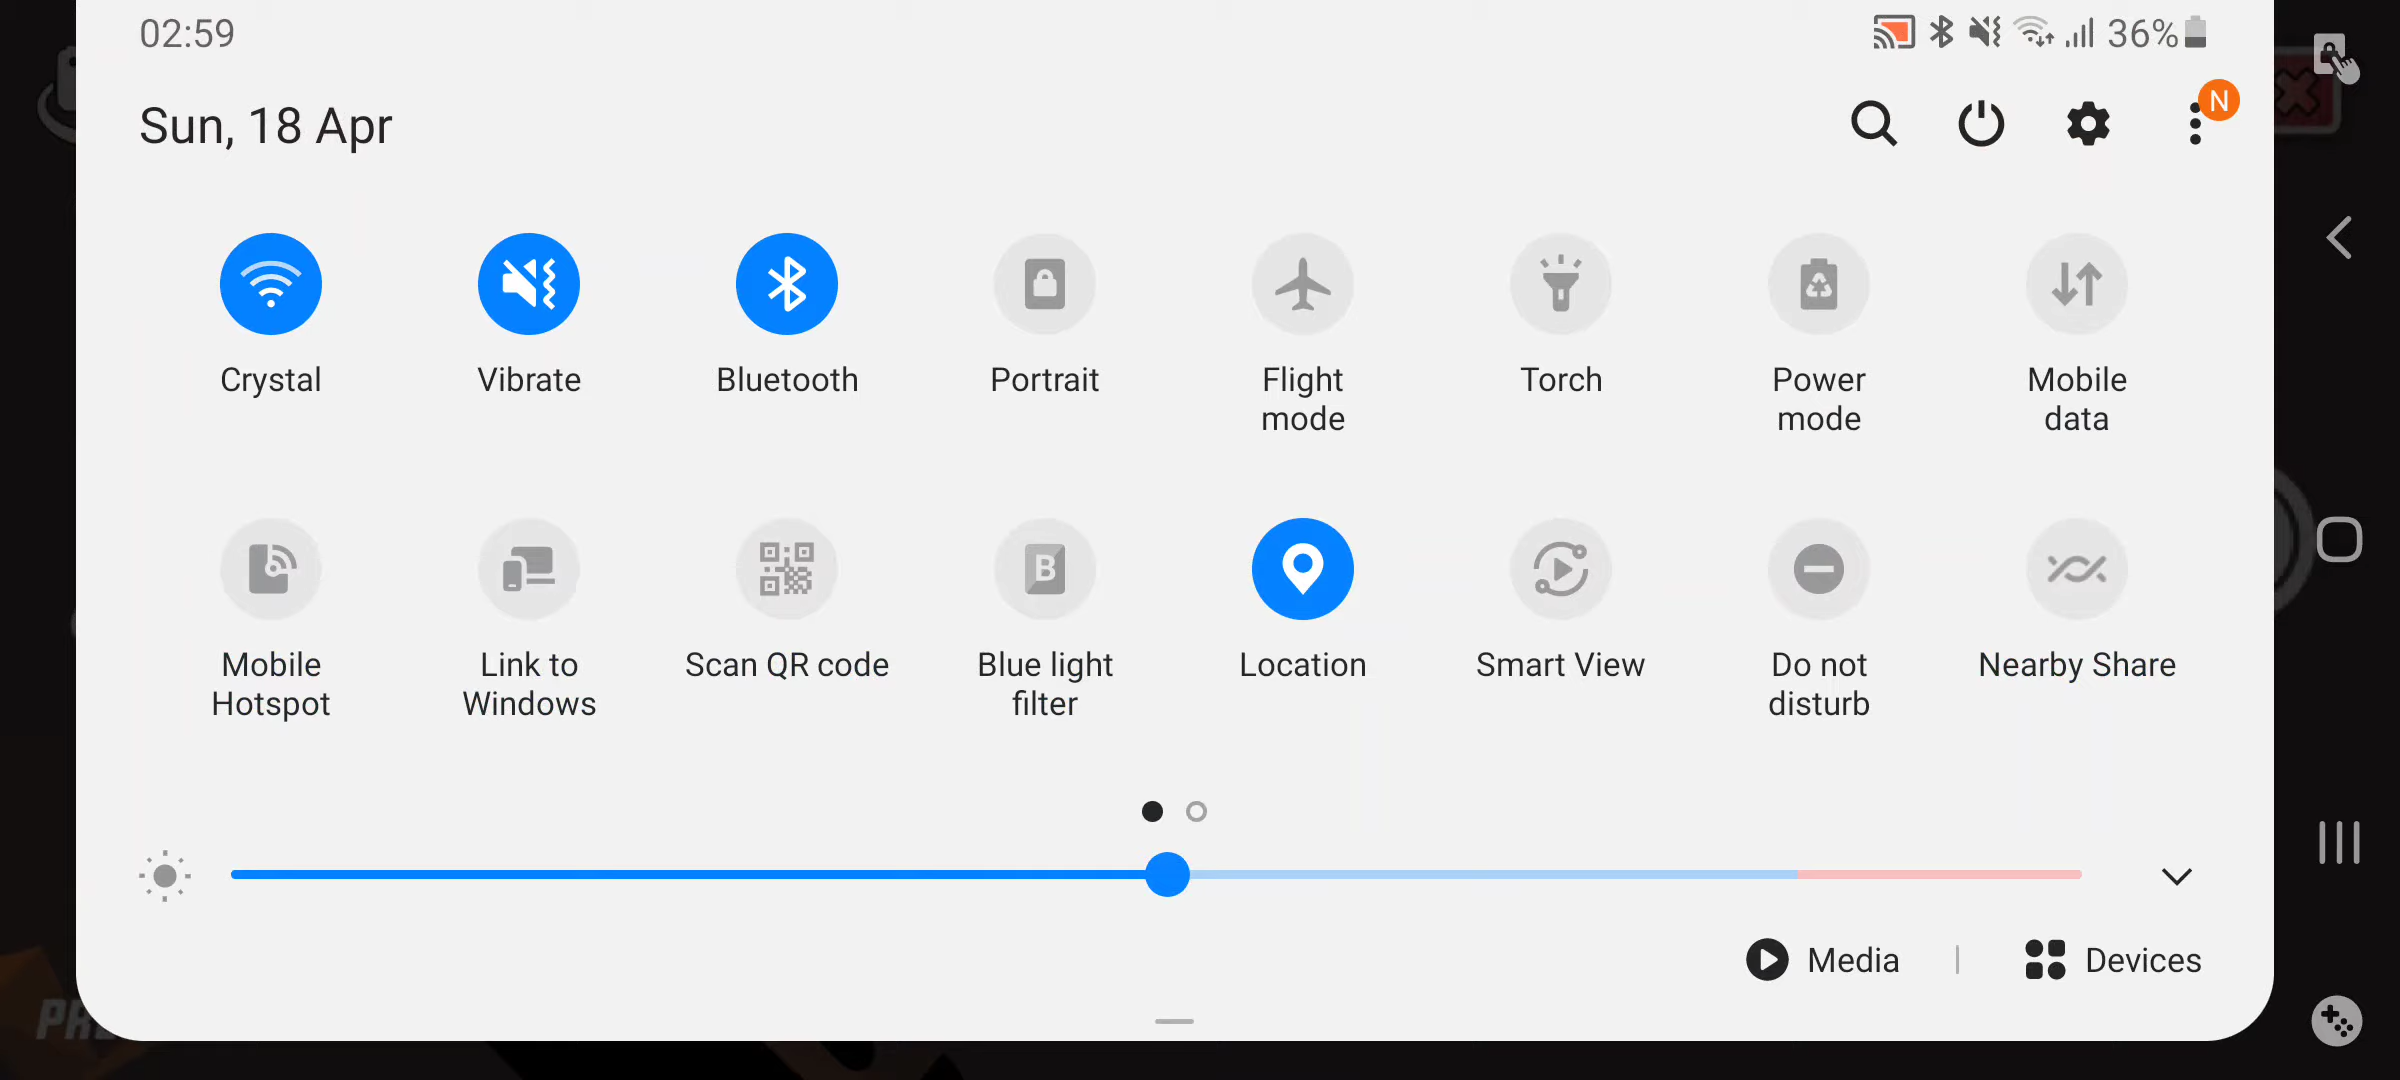 02:59
36%
Sun, 18 Apr
N
Crystal
Vibrate
Bluetooth
Portrait
Flight
mode
Torch
Power
mode
Mobile
data
Mobile
Hotspot
Link to
Windows
Scan QR code
B
Blue light
filter
Location
Smart View
Do not
disturb
Nearby Share
Media
Devices